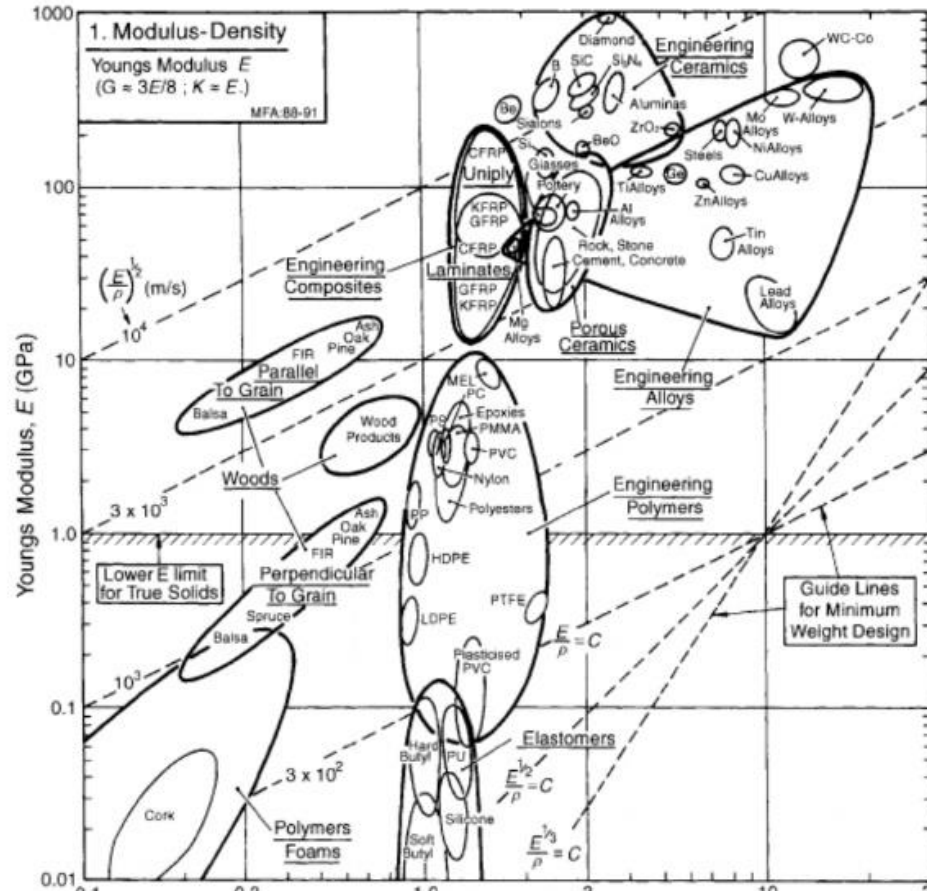 1000
1. Modulus-Density
Youngs Modulus E
(G ≈ 3E/8 ; K ≈ E.)
MFA:88-91
Diamond
Engineering
Ceramics
WC-Co
B
SiC
Si₃N₄
Be
Sialons
Aluminas
BeO
ZrO₂
Mo
Alloys
W-Alloys
Si
Steels
NiAlloys
CFRP
Uniply
Glasses
Pottery
TiAlloys
Ge
CuAlloys
ZnAlloys
100
KFRP
GFRP
Al
Alloys
Rock, Stone
Cement, Concrete
Tin
Alloys
CFRP
Laminates
GFRP
KFRP
Engineering
Composites
Mg
Alloys
Porous
Ceramics
Lead
Alloys
(E/ρ)^1/2 (m/s)
10⁴
10
Engineering
Alloys
Ash
Oak
Pine
FIR
Parallel
To Grain
Balsa
MEL
PC
PS
Epoxies
PMMA
PVC
Nylon
Polyesters
Wood
Products
Woods
Engineering
Polymers
3 x 10³
PP
1.0
Ash
Oak
Pine
FIR
Lower E limit
for True Solids
Perpendicular
To Grain
Spruce
Balsa
HDPE
LDPE
PTFE
Plasticised
PVC
Guide Lines
for Minimum
Weight Design
E/ρ = C
10³
0.1
Hard
Butyl
PU
Elastomers
3 x 10²
E^1/2/ρ = C
E^1/3/ρ = C
Cork
Polymers
Foams
Silicone
Soft
Butyl
0.01
Youngs Modulus, E (GPa)